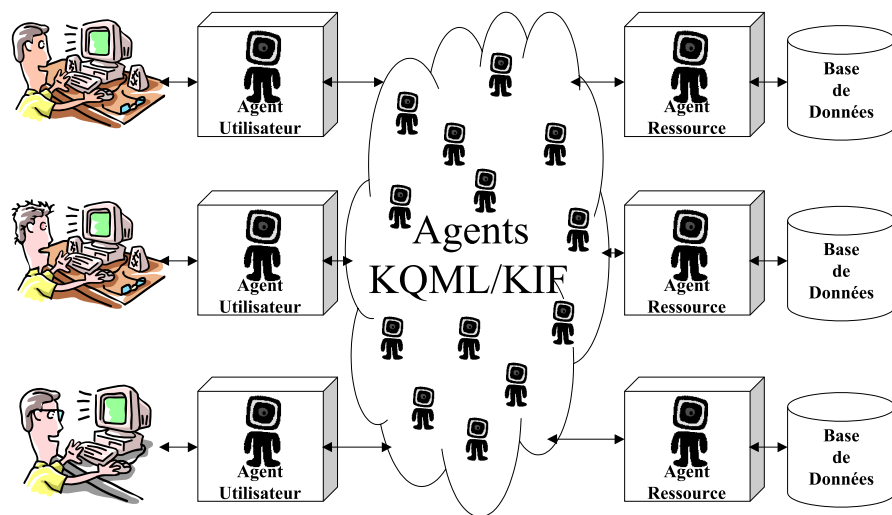 Agent
Utilisateur
Agent
Ressource
Base
de
Données
Agent
Utilisateur
Agents
KQML/KIF
Agent
Ressource
Base
de
Données
Agent
Utilisateur
Agent
Ressource
Base
de
Données